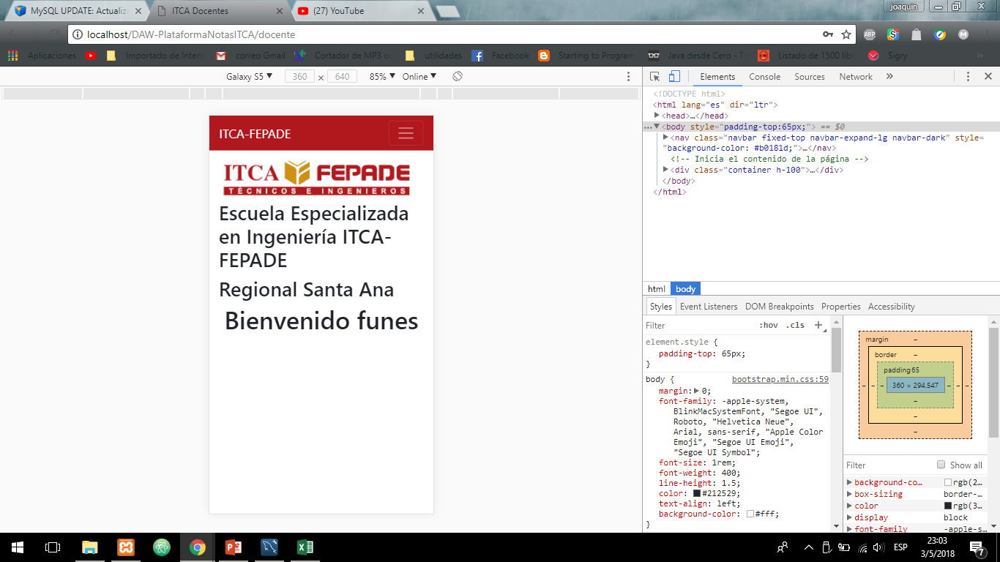 MySQL UPDATE: Actualiza
ITCA Docentes
(27) YouTube
joaquin
localhost/DAW-PlataformaNotasITCA/docente
ABP
S
M
Aplicaciones
Importado de Intern
correo Gmail
Cortador de MP3 on
utilidades
Facebook
Starting to Program
Java desde Cero - T
Listado de 1500 libr
Sigry
»
Galaxy S5 ▼ 360 × 640 85% ▼ Online ▼
ITCA-FEPADE
ITCA FEPADE
TÉCNICOS E INGENIEROS
Escuela Especializada
en Ingeniería ITCA-
FEPADE
Regional Santa Ana
Bienvenido funes
Elements Console Sources Network »
<!DOCTYPE html>
<html lang="es" dir="ltr">
▶<head>…</head>
…▼<body style="padding-top:65px;"> == $0
▶<nav class="navbar fixed-top navbar-expand-lg navbar-dark" style=
"background-color: #b0181d;">…</nav>
<!-- Inicia el contenido de la página -->
▶<div class="container h-100">…</div>
</body>
</html>
html body
Styles Event Listeners DOM Breakpoints Properties Accessibility
Filter :hov .cls +
element.style {
padding-top: 65px;
}
body { bootstrap.min.css:59
margin:▶0;
font-family: -apple-system,
BlinkMacSystemFont, "Segoe UI",
Roboto, "Helvetica Neue",
Arial, sans-serif, "Apple Color
Emoji", "Segoe UI Emoji",
"Segoe UI Symbol";
font-size: 1rem;
font-weight: 400;
line-height: 1.5;
color: #212529;
text-align: left;
background-color: #fff;
}
margin –
border –
padding65
– – – 360 × 294.547 – – –
–
–
–
Filter Show all
▶background-co… rgb(2…
▶box-sizing border-…
▶color rgb(3…
▶display block
▶font-family -apple-s…
ESP
23:03
3/5/2018
7